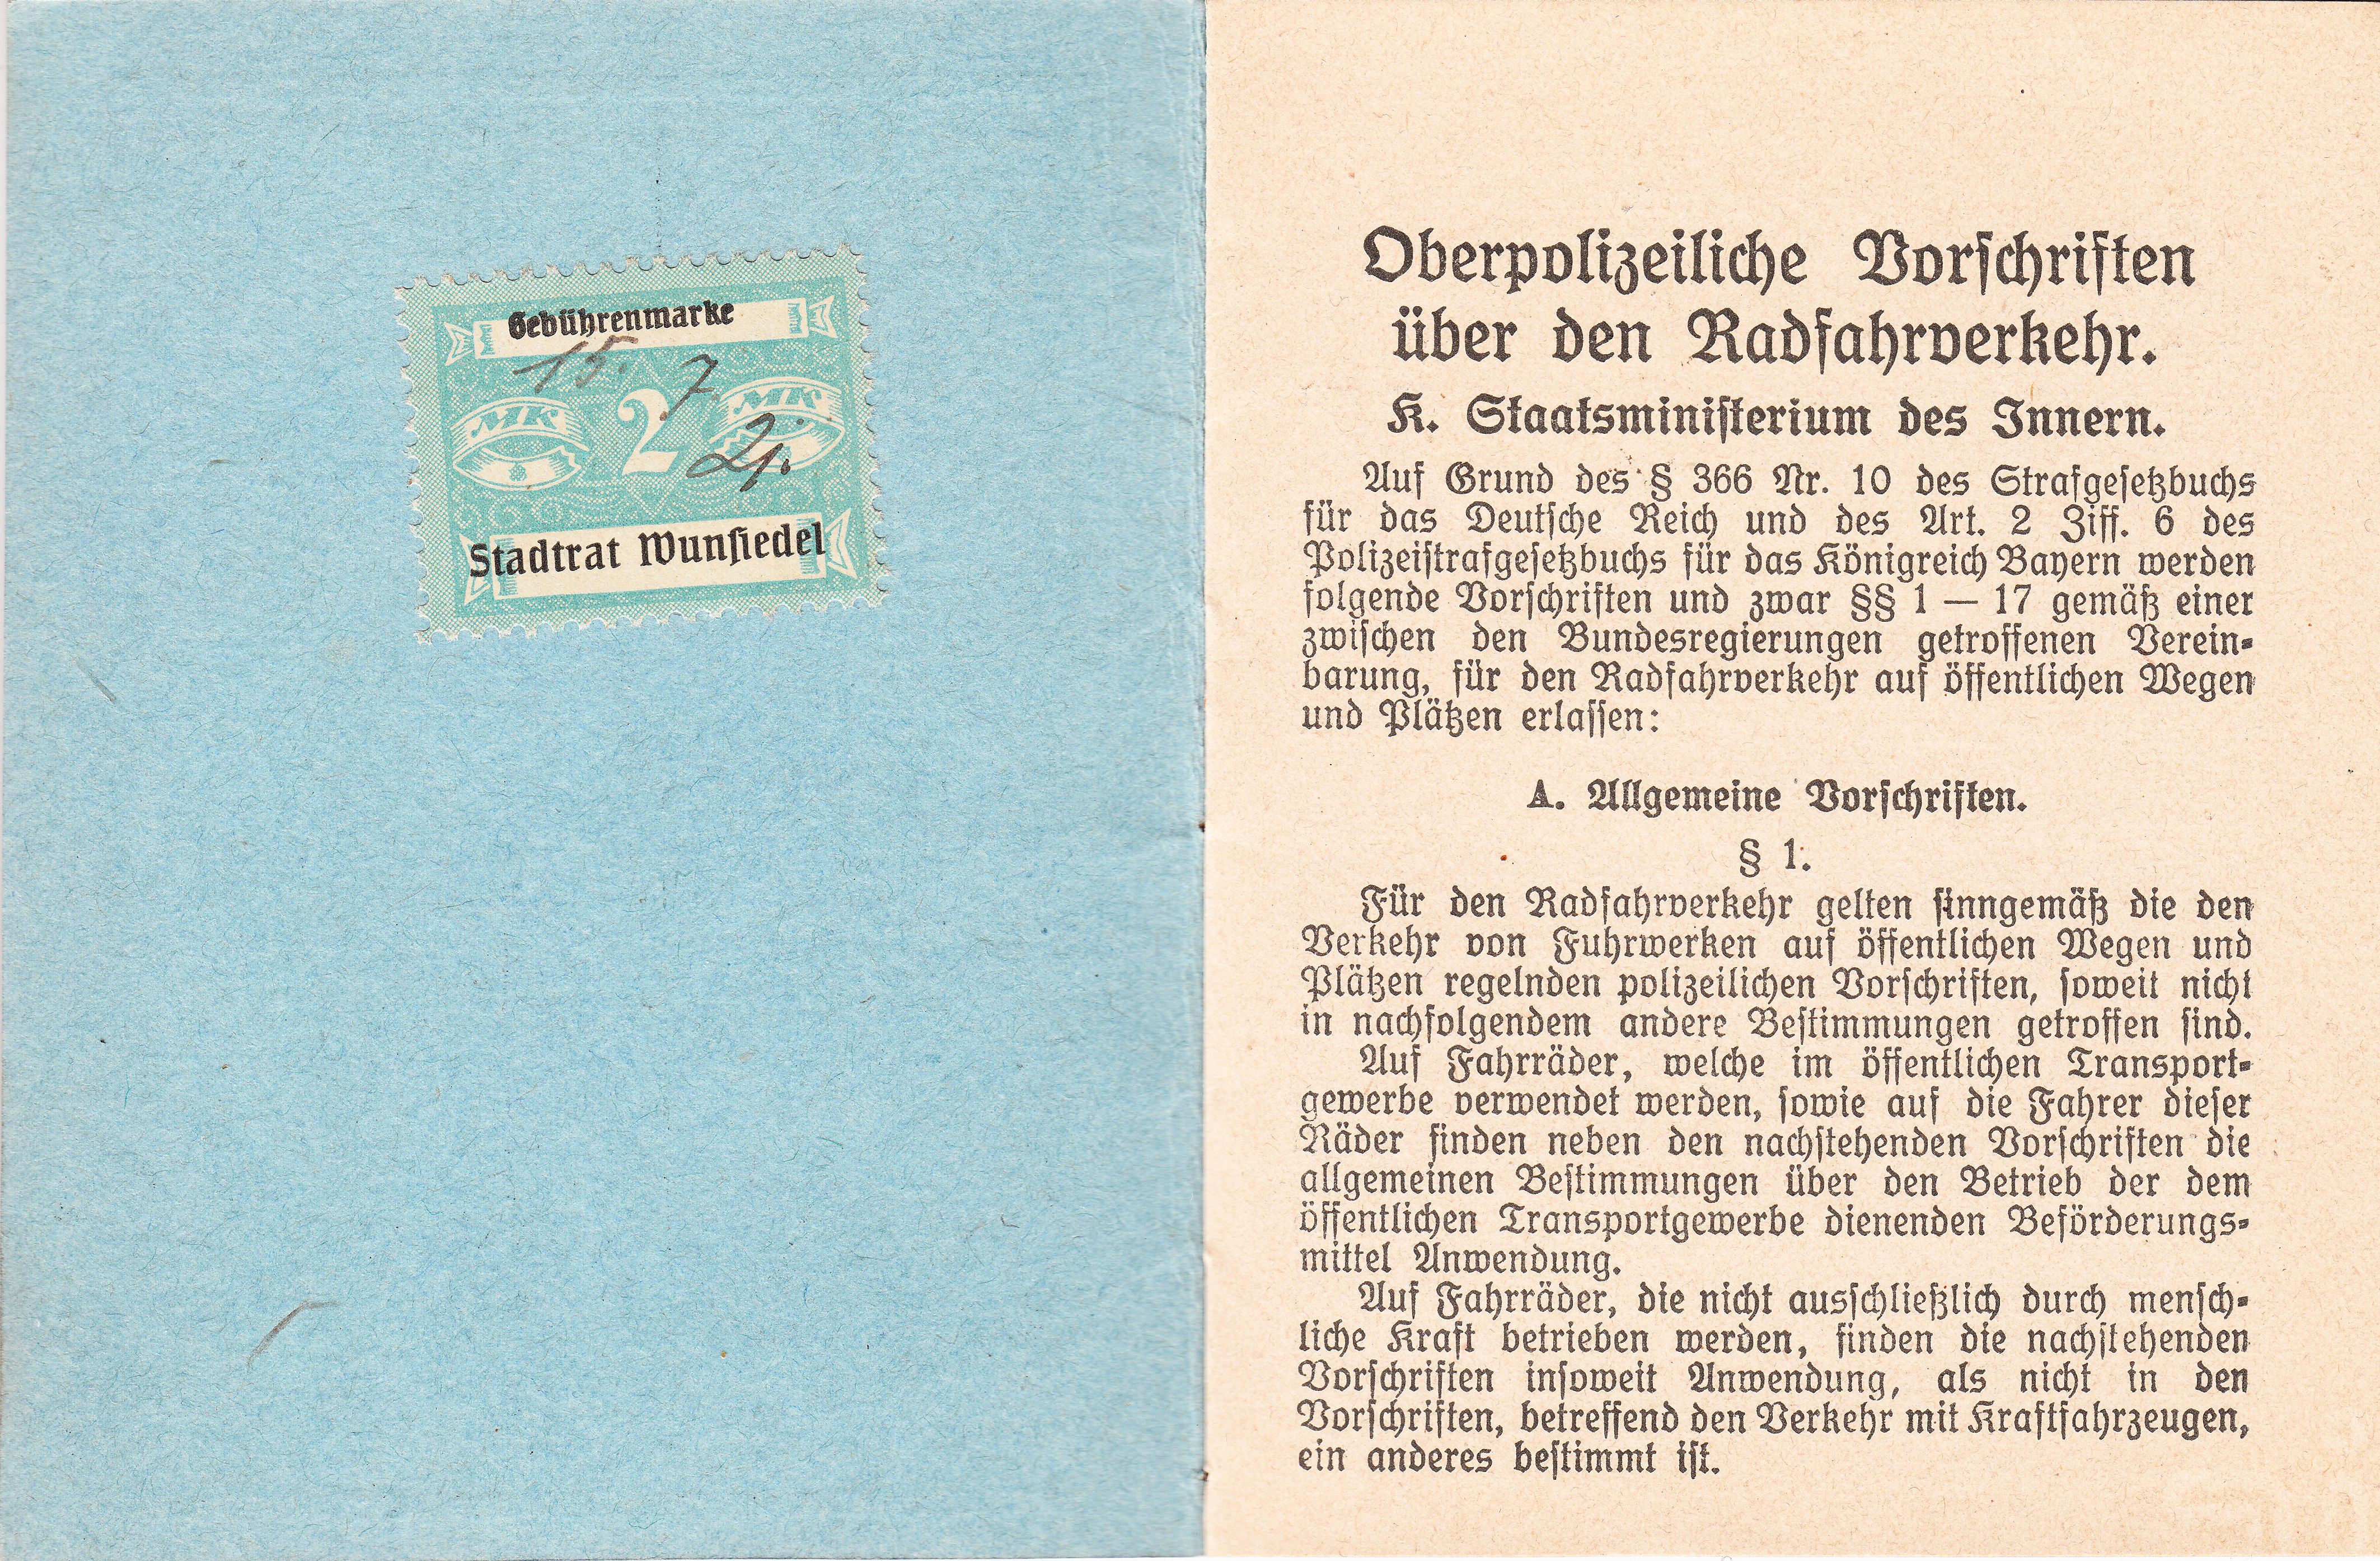 Gebührenmarke
15. 7. 21.
MK 2 MK
Stadtrat Wunsiedel
Oberpolizeiliche Vorschriften
über den Radfahrverkehr.
K. Staatsministerium des Innern.
Auf Grund des § 366 Nr. 10 des Strafgesetzbuchs
für das Deutsche Reich und des Art. 2 Ziff. 6 des
Polizeistrafgesetzbuchs für das Königreich Bayern werden
folgende Vorschriften und zwar §§ 1 — 17 gemäß einer
zwischen den Bundesregierungen getroffenen Verein-
barung, für den Radfahrverkehr auf öffentlichen Wegen
und Plätzen erlassen:
A. Allgemeine Vorschriften.
§ 1.
Für den Radfahrverkehr gelten sinngemäß die den
Verkehr von Fuhrwerken auf öffentlichen Wegen und
Plätzen regelnden polizeilichen Vorschriften, soweit nicht
in nachfolgendem andere Bestimmungen getroffen sind.
Auf Fahrräder, welche im öffentlichen Transport-
gewerbe verwendet werden, sowie auf die Fahrer dieser
Räder finden neben den nachstehenden Vorschriften die
allgemeinen Bestimmungen über den Betrieb der dem
öffentlichen Transportgewerbe dienenden Beförderungs-
mittel Anwendung.
Auf Fahrräder, die nicht ausschließlich durch mensch-
liche Kraft betrieben werden, finden die nachstehenden
Vorschriften insoweit Anwendung, als nicht in den
Vorschriften, betreffend den Verkehr mit Kraftfahrzeugen,
ein anderes bestimmt ist.